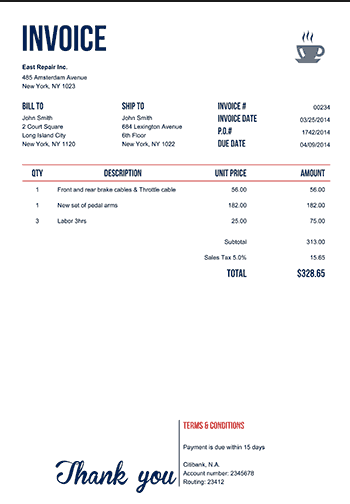 INVOICE
East Repair Inc.
485 Amsterdam Avenue
New York, NY 1023
BILL TO
John Smith
2 Court Square
Long Island City
New York, NY 1120
SHIP TO
John Smith
684 Lexington Avenue
6th Floor
New York, NY 1022
INVOICE # 00234
INVOICE DATE 03/25/2014
P.O.# 1742/2014
DUE DATE 04/09/2014
QTY DESCRIPTION UNIT PRICE AMOUNT
1 Front and rear brake cables & Throttle cable 56.00 56.00
1 New set of pedal arms 182.00 182.00
3 Labor 3hrs 25.00 75.00
Subtotal 313.00
Sales Tax 5.0% 15.65
TOTAL $328.65
Thank you
TERMS & CONDITIONS
Payment is due within 15 days
Citibank, N.A.
Account number: 2345678
Routing: 23412